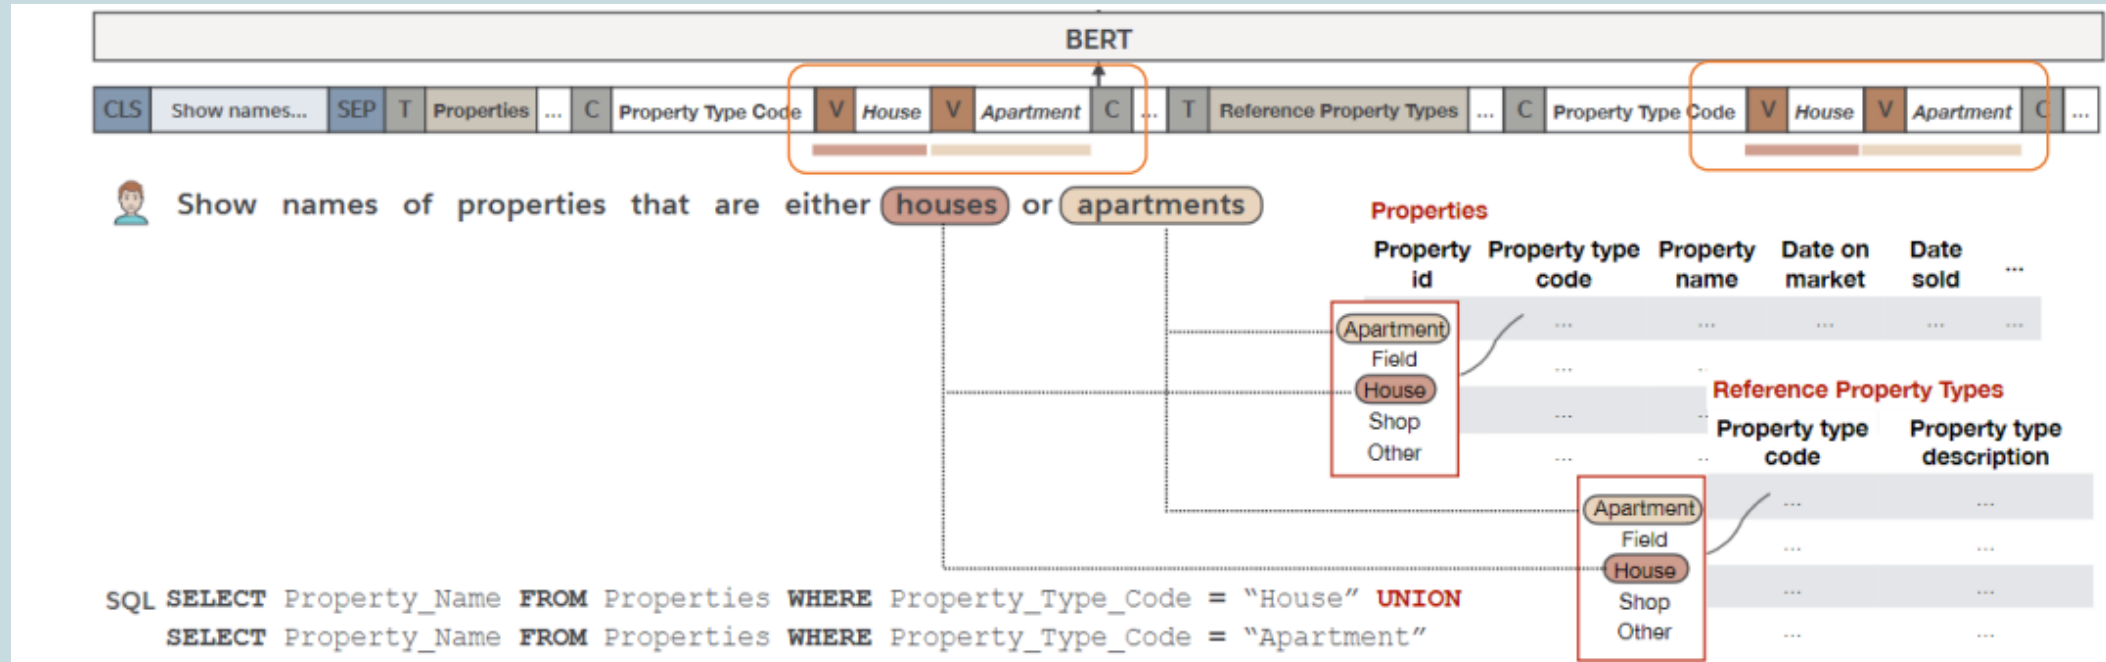 BERT
CLS Show names... SEP T Properties ... C Property Type Code V House V Apartment C ... T Reference Property Types ... C Property Type Code V House V Apartment C ...
Show names of properties that are either houses or apartments
Properties
Property id Property type code Property name Date on market Date sold ...
... ... ... ... ...
Apartment
Field
House
Shop
Other
... ..
... ..
... ..
Reference Property Types
Property type code Property type description
... ...
... ...
... ...
... ...
Apartment
Field
House
Shop
Other
SQL SELECT Property_Name FROM Properties WHERE Property_Type_Code = “House” UNION
SELECT Property_Name FROM Properties WHERE Property_Type_Code = “Apartment”